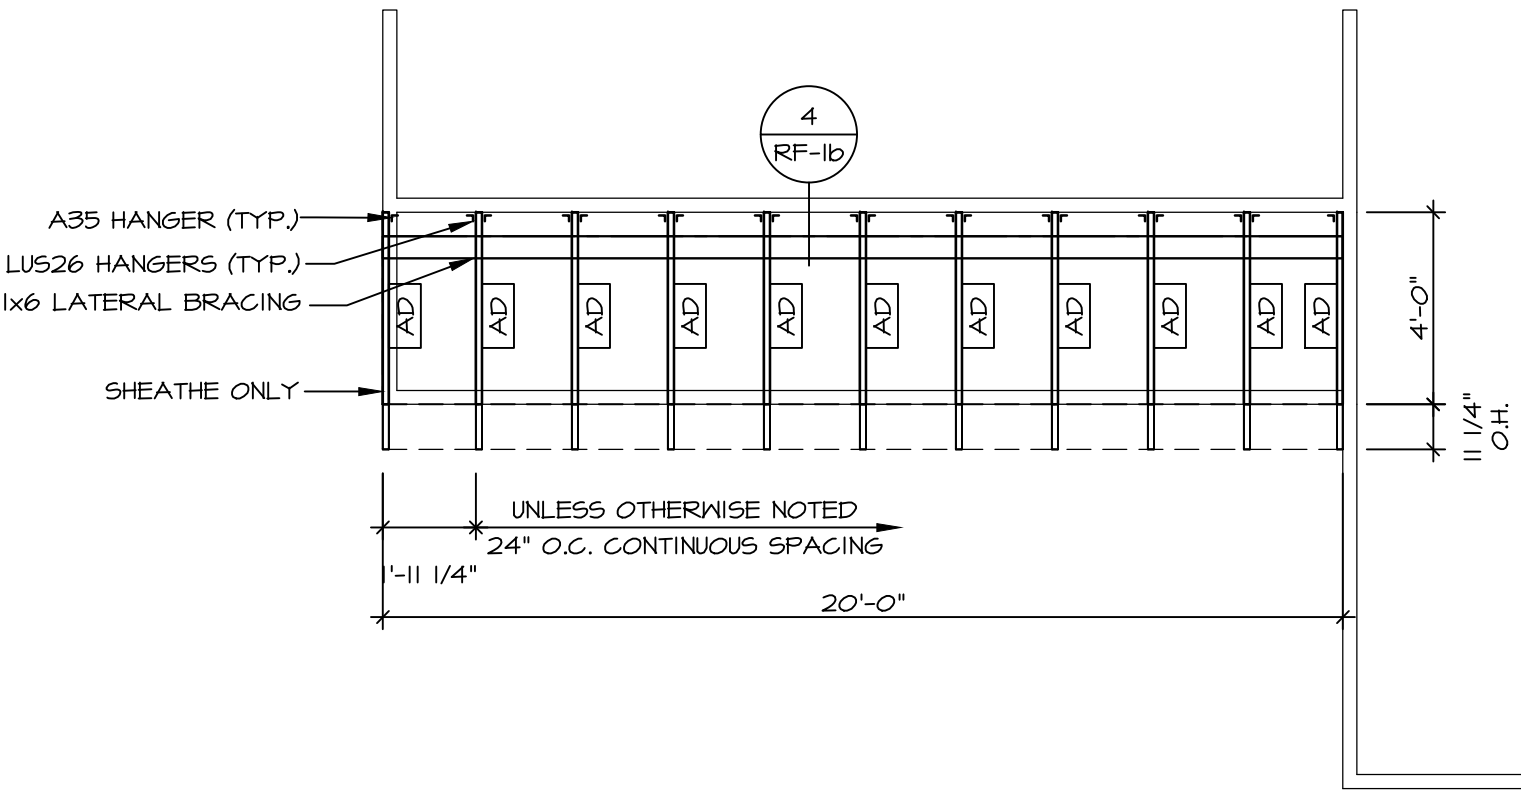 4
RF-1b
A35 HANGER (TYP.)
LUS26 HANGERS (TYP.)
1x6 LATERAL BRACING
AD
AD
AD
AD
AD
AD
AD
AD
AD
AD
AD
4'-0"
SHEATHE ONLY
11 1/4"
O.H.
UNLESS OTHERWISE NOTED
24" O.C. CONTINUOUS SPACING
1'-11 1/4"
20'-0"